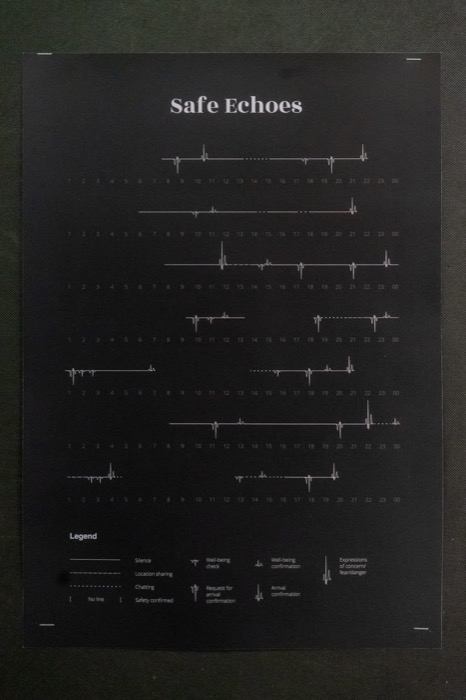 Safe Echoes
1 2 3 4 5 6 7 8 9 10 11 12 13 14 15 16 17 18 19 20 21 22 23 00
1 2 3 4 5 6 7 8 9 10 11 12 13 14 15 16 17 18 19 20 21 22 23 00
1 2 3 4 5 6 7 8 9 10 11 12 13 14 15 16 17 18 19 20 21 22 23 00
1 2 3 4 5 6 7 8 9 10 11 12 13 14 15 16 17 18 19 20 21 22 23 00
1 2 3 4 5 6 7 8 9 10 11 12 13 14 15 16 17 18 19 20 21 22 23 00
1 2 3 4 5 6 7 8 9 10 11 12 13 14 15 16 17 18 19 20 21 22 23 00
1 2 3 4 5 6 7 8 9 10 11 12 13 14 15 16 17 18 19 20 21 22 23 00
Legend
Silence
Location sharing
Chatting
No line
Safety confirmed
Well-being
check
Request for
arrival
confirmation
Well-being
confirmation
Arrival
confirmation
Expressions
of concern/
fear/danger